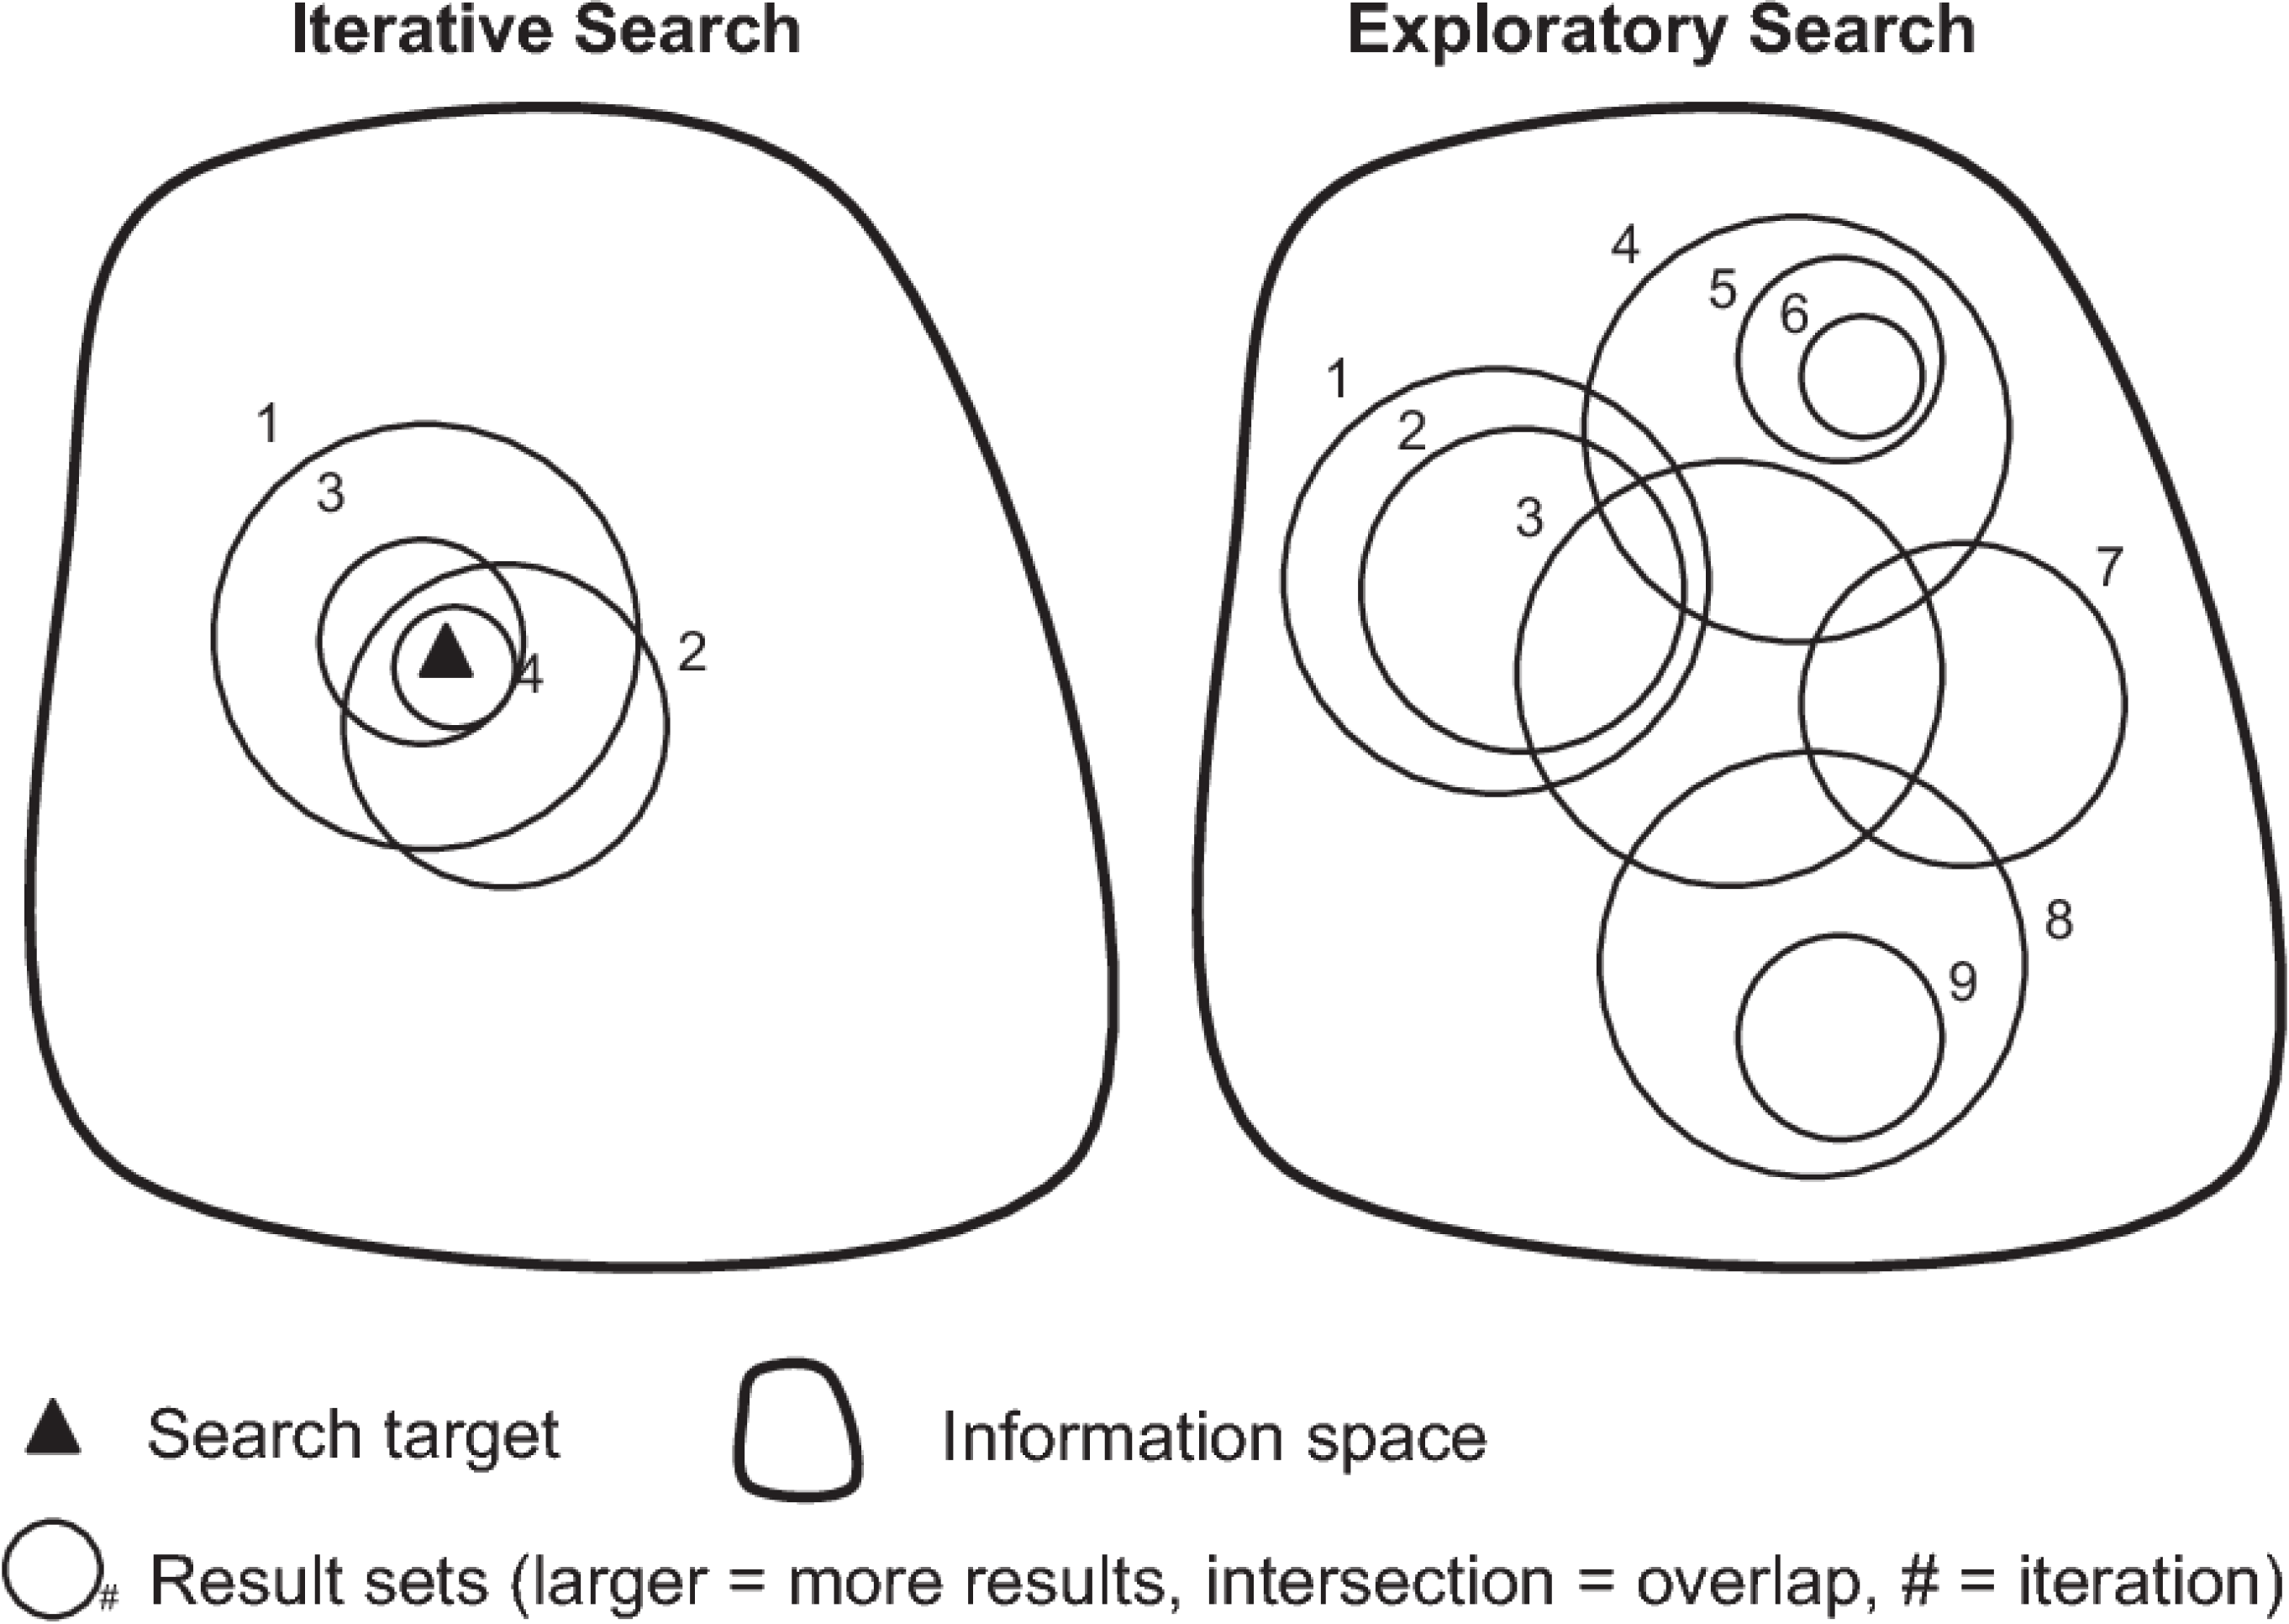 Iterative Search
Exploratory Search
1
3
2
4
4
5
6
1
2
3
7
8
9
Search target
Information space
# Result sets (larger = more results, intersection = overlap, # = iteration)